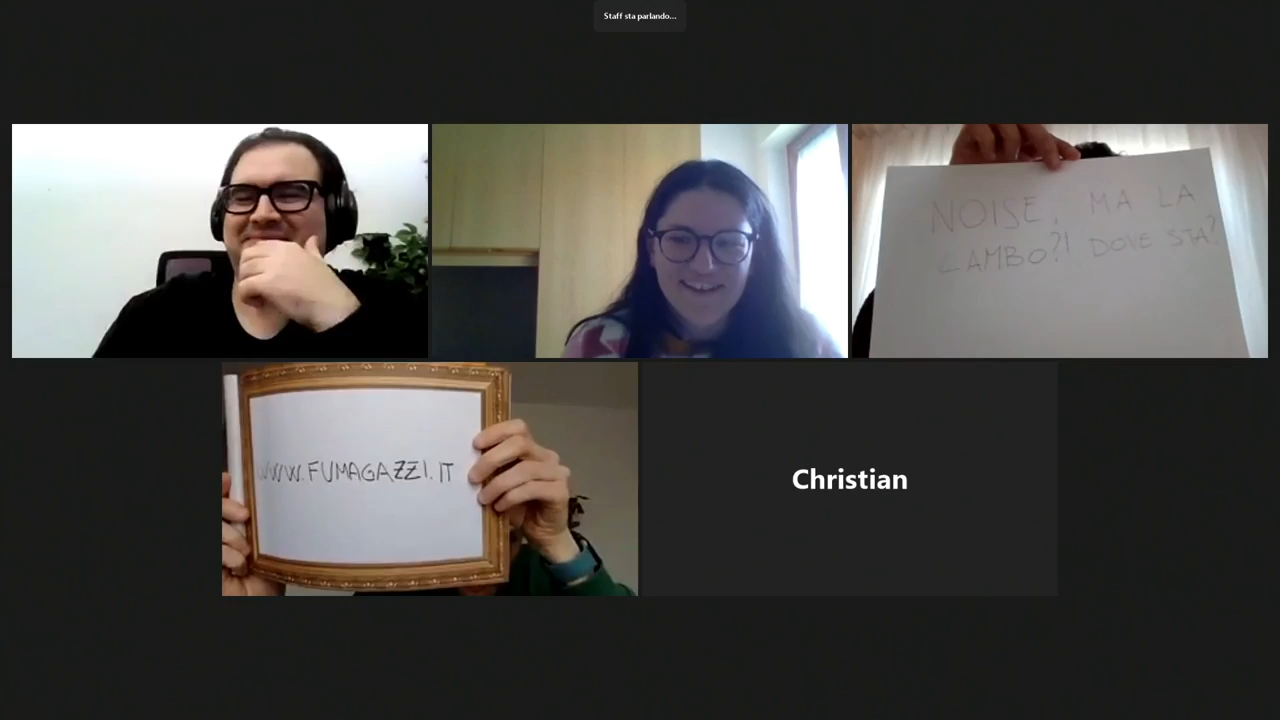 Staff sta parlando...
NOISE, MA LA
LAMBO?! DOVE STA?
WWW.FUMAGAZZI.IT
Christian